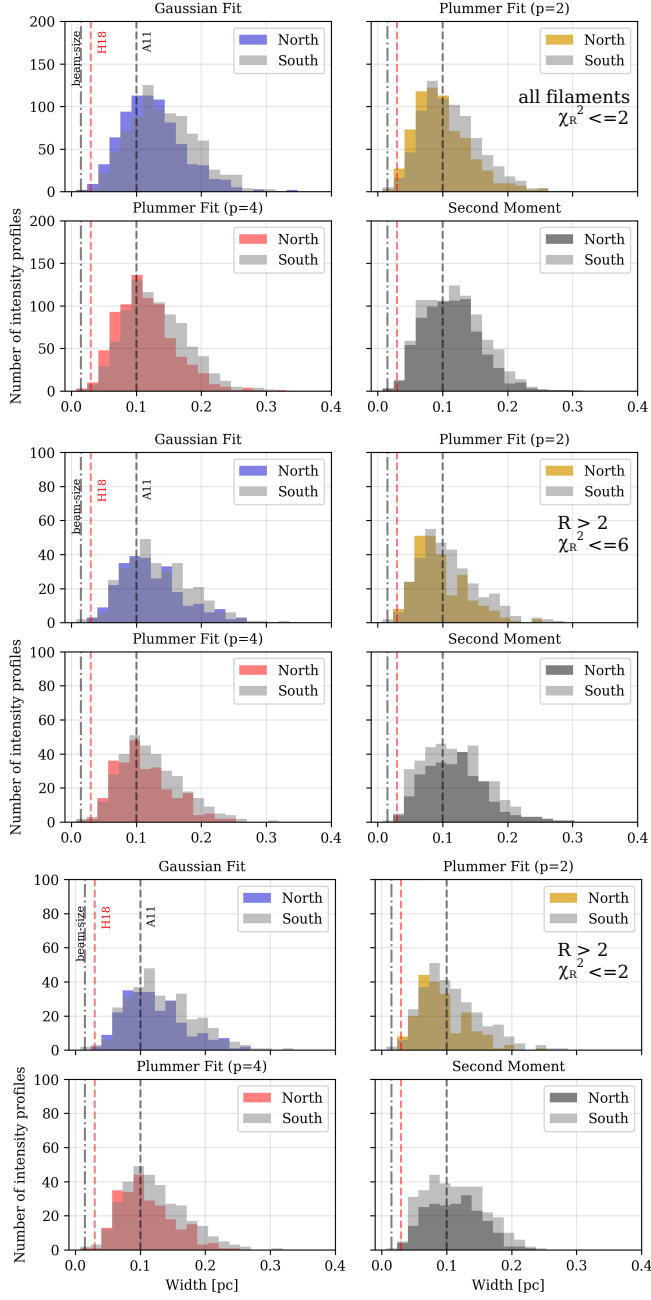 Gaussian Fit
Plummer Fit (p=2)
200
150
100
50
0
beam-size
H18
A11
North
South
North
South
all filaments
χR² <=2
Plummer Fit (p=4)
Second Moment
200
150
100
50
0
Number of intensity profiles
North
South
North
South
0.0 0.1 0.2 0.3 0.4
0.0 0.1 0.2 0.3 0.4
Gaussian Fit
Plummer Fit (p=2)
100
80
60
40
20
0
beam-size
H18
A11
North
South
North
South
R > 2
χR² <=6
Plummer Fit (p=4)
Second Moment
100
80
60
40
20
0
Number of intensity profiles
North
South
North
South
0.0 0.1 0.2 0.3 0.4
0.0 0.1 0.2 0.3 0.4
Gaussian Fit
Plummer Fit (p=2)
100
80
60
40
20
0
beam-size
H18
A11
North
South
North
South
R > 2
χR² <=2
Plummer Fit (p=4)
Second Moment
100
80
60
40
20
0
Number of intensity profiles
North
South
North
South
0.0 0.1 0.2 0.3 0.4
0.0 0.1 0.2 0.3 0.4
Width [pc]
Width [pc]